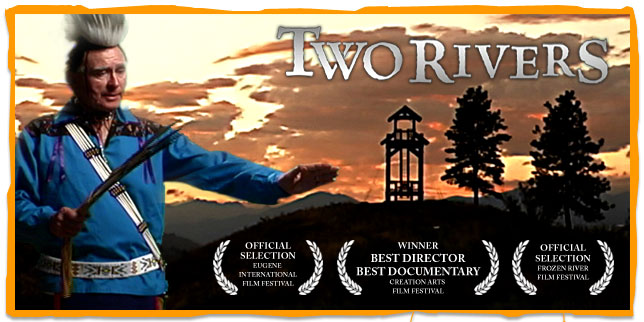 TWO RIVERS
OFFICIAL
SELECTION
EUGENE
INTERNATIONAL
FILM FESTIVAL
WINNER
BEST DIRECTOR
BEST DOCUMENTARY
CREATION ARTS
FILM FESTIVAL
OFFICIAL
SELECTION
FROZEN RIVER
FILM FESTIVAL